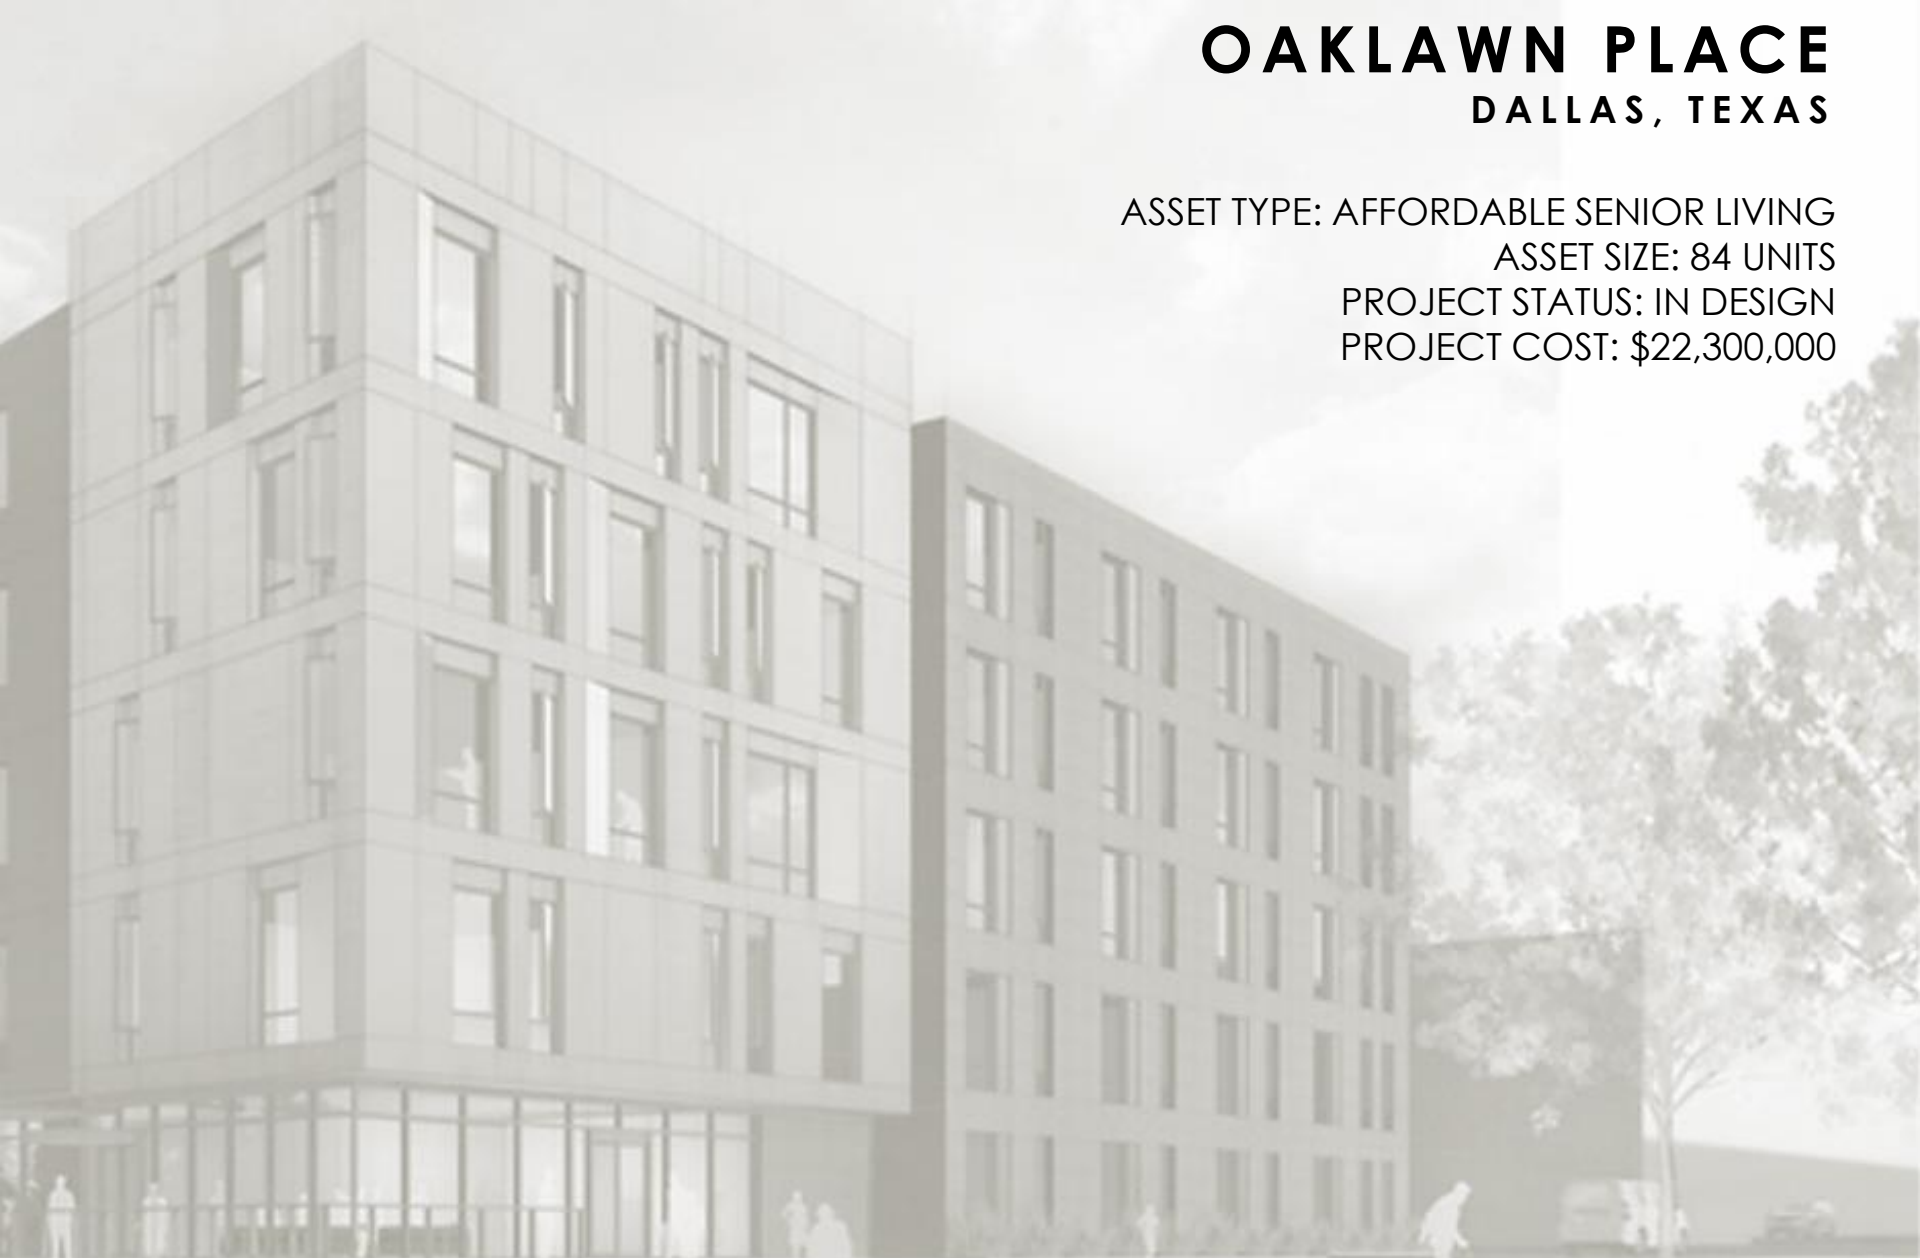 OAKLAWN PLACE
DALLAS, TEXAS
ASSET TYPE: AFFORDABLE SENIOR LIVING
ASSET SIZE: 84 UNITS
PROJECT STATUS: IN DESIGN
PROJECT COST: $22,300,000